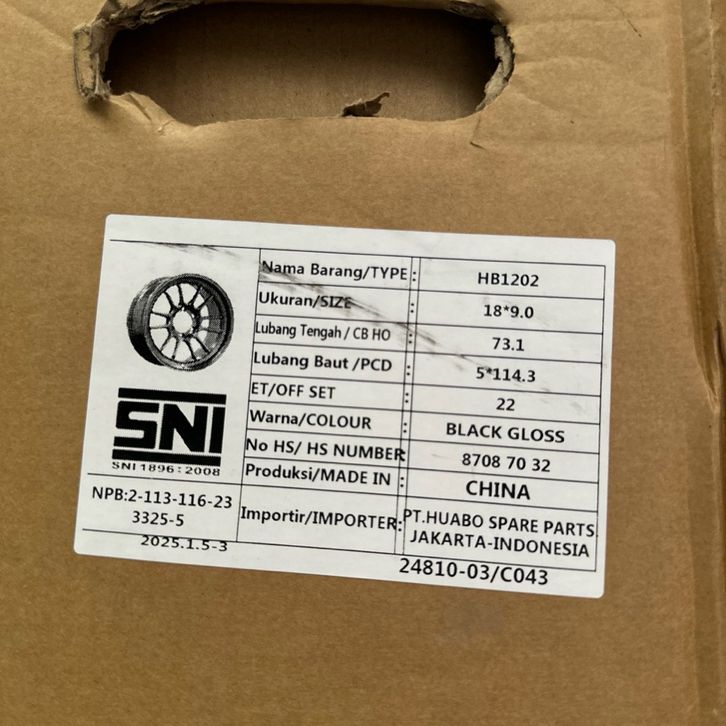 Nama Barang/TYPE : HB1202
Ukuran/SIZE : 18*9.0
Lubang Tengah / CB HO : 73.1
Lubang Baut /PCD : 5*114.3
ET/OFF SET : 22
Warna/COLOUR : BLACK GLOSS
No HS/ HS NUMBER 8708 70 32
Produksi/MADE IN : CHINA
Importir/IMPORTER: PT.HUABO SPARE PARTS
JAKARTA-INDONESIA
SNI
SNI 1896:2008
NPB:2-113-116-23
3325-5
2025.1.5-3
24810-03/C043